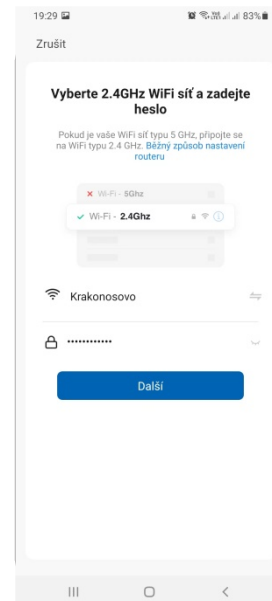 19:29 83%
Zrušit
Vyberte 2.4GHz WiFi síť a zadejte
heslo
Pokud je vaše WiFi síť typu 5 GHz, připojte se
na WiFi typu 2.4 GHz. Běžný způsob nastavení
routeru
Wi-Fi - 5Ghz
Wi-Fi - 2.4Ghz
Krakonosovo
••••••••••••
Další